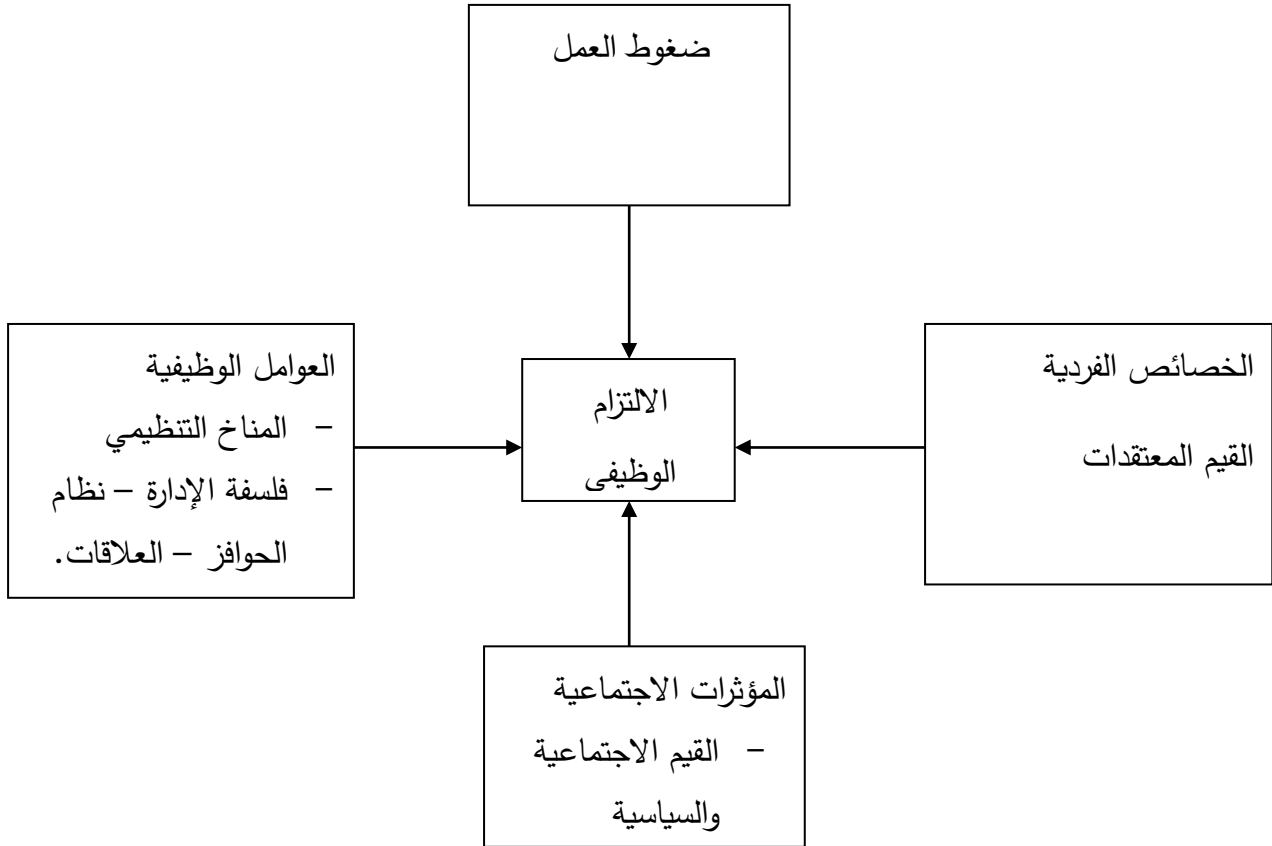 ضغوط العمل
الخصائص الفردية
القيم المعتقدات
الالتزام
الوظيفى
العوامل الوظيفية
- المناخ التنظيمي
- فلسفة الإدارة – نظام
الحوافز – العلاقات.
المؤثرات الاجتماعية
- القيم الاجتماعية
والسياسية